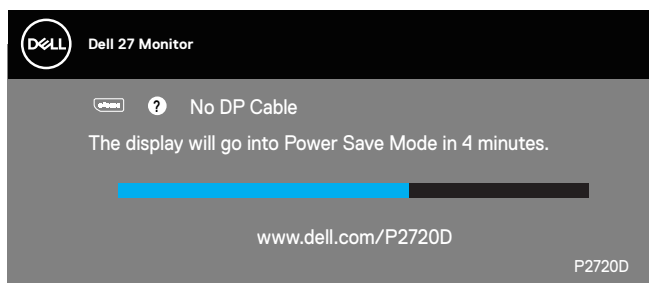 DELL
Dell 27 Monitor
No DP Cable
The display will go into Power Save Mode in 4 minutes.
www.dell.com/P2720D
P2720D